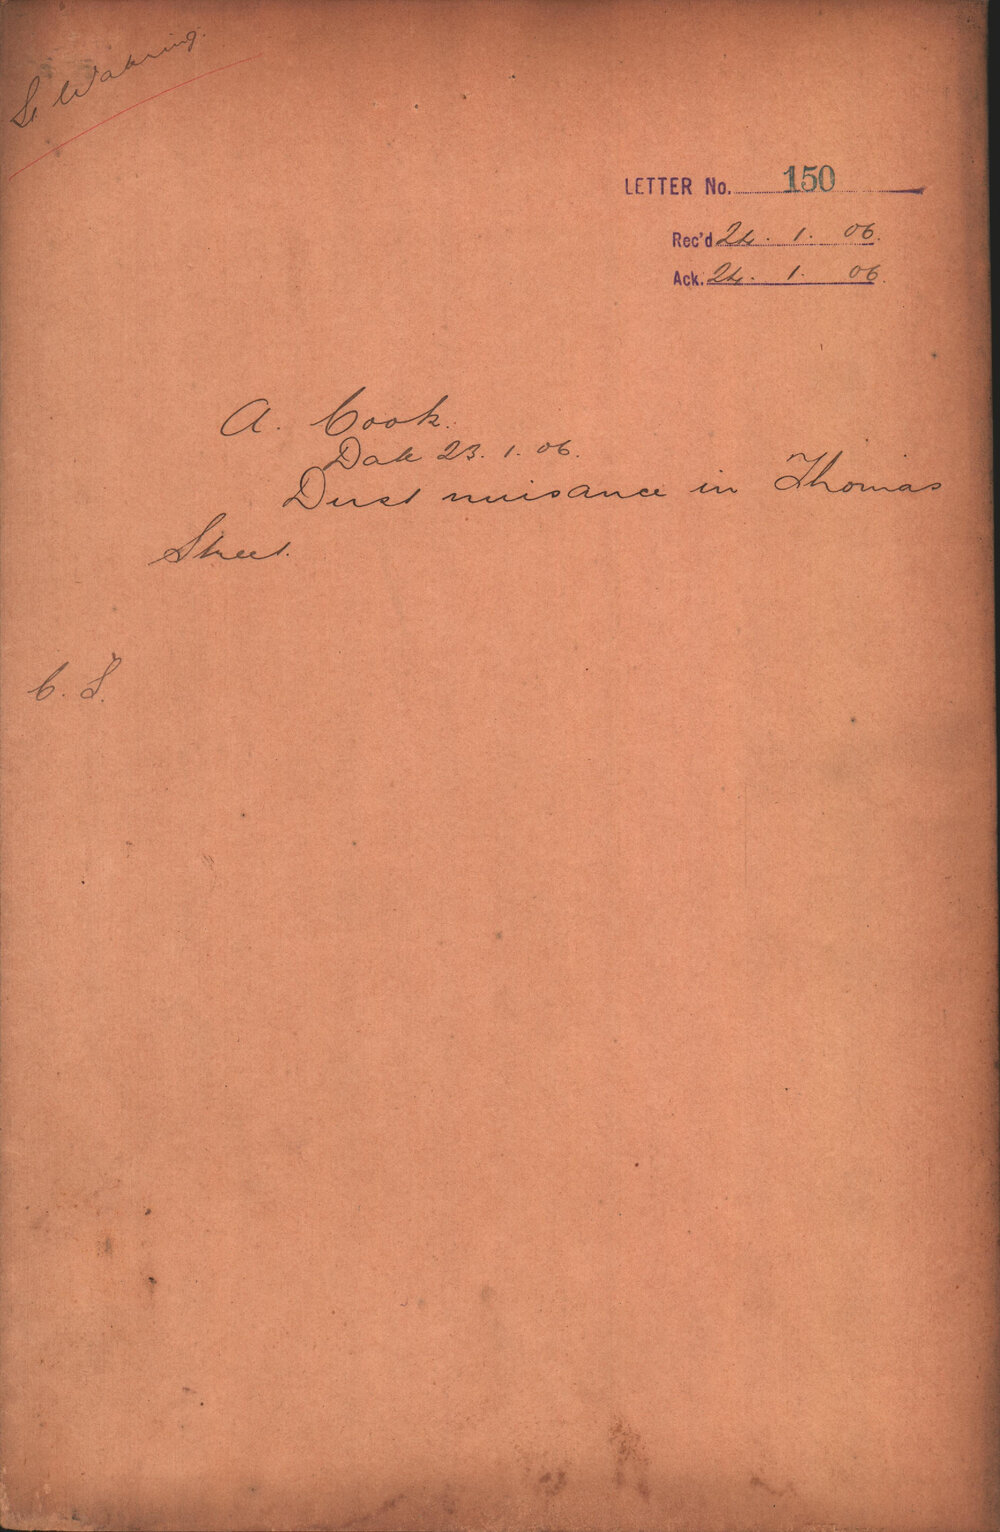 St Watering.
LETTER No. 150
Rec'd 24. 1. 06.
Ack. 24. 1. 06.
A. Cook.
Date 23. 1. 06.
Dust nuisance in Thomas
Street.
C. S.